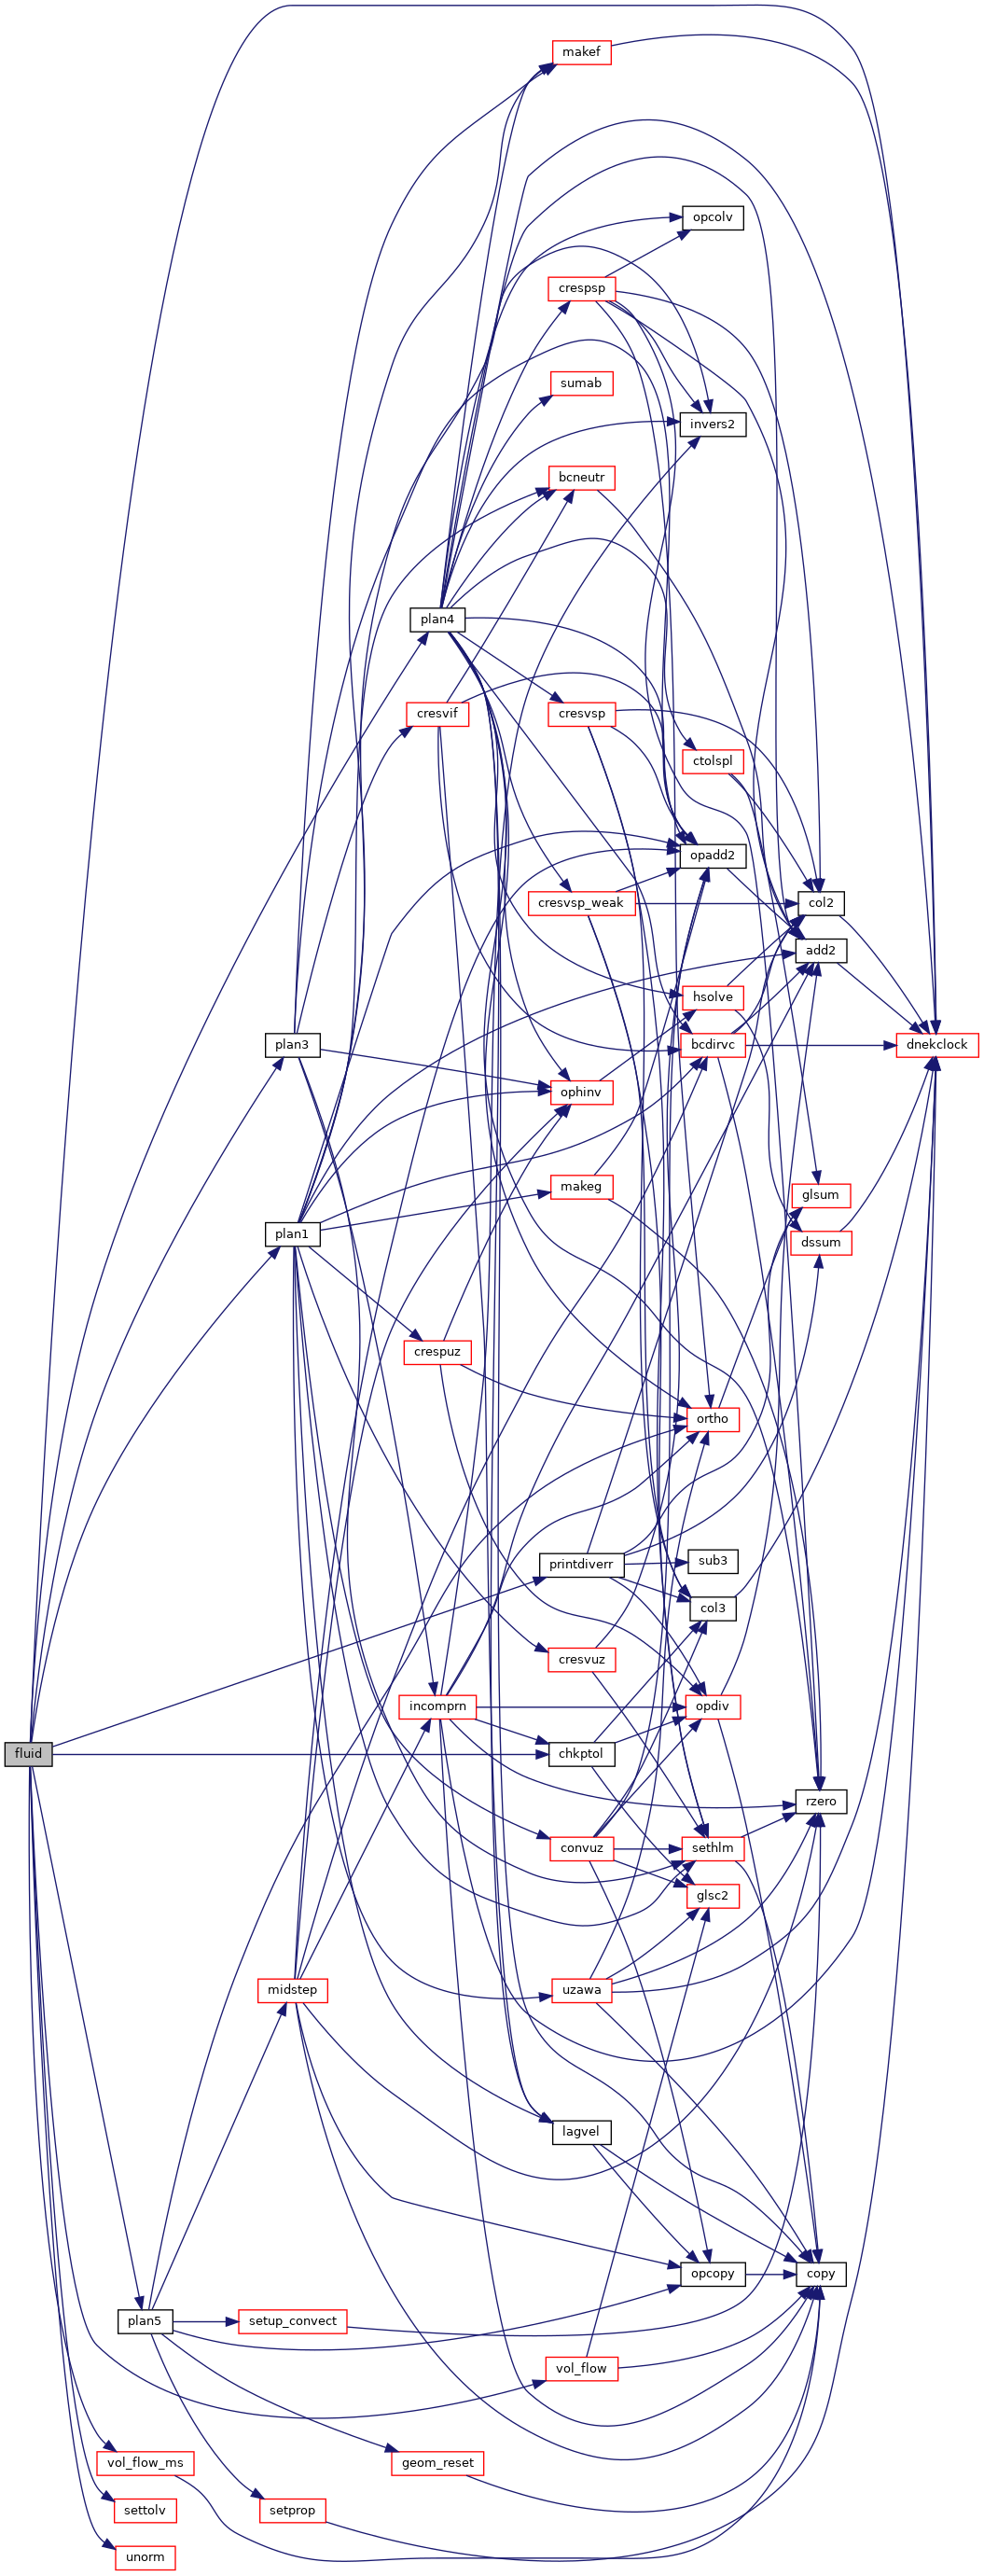 makef
opcolv
crespsp
sumab
invers2
bcneutr
plan4
cresvif
cresvsp
ctolspl
opadd2
cresvsp_weak
col2
add2
hsolve
plan3
bcdirvc
dnekclock
ophinv
makeg
glsum
plan1
dssum
crespuz
ortho
printdiverr
sub3
col3
cresvuz
incomprn
opdiv
fluid
chkptol
rzero
convuz
sethlm
glsc2
midstep
uzawa
lagvel
opcopy
copy
plan5
setup_convect
vol_flow
vol_flow_ms
geom_reset
settolv
setprop
unorm